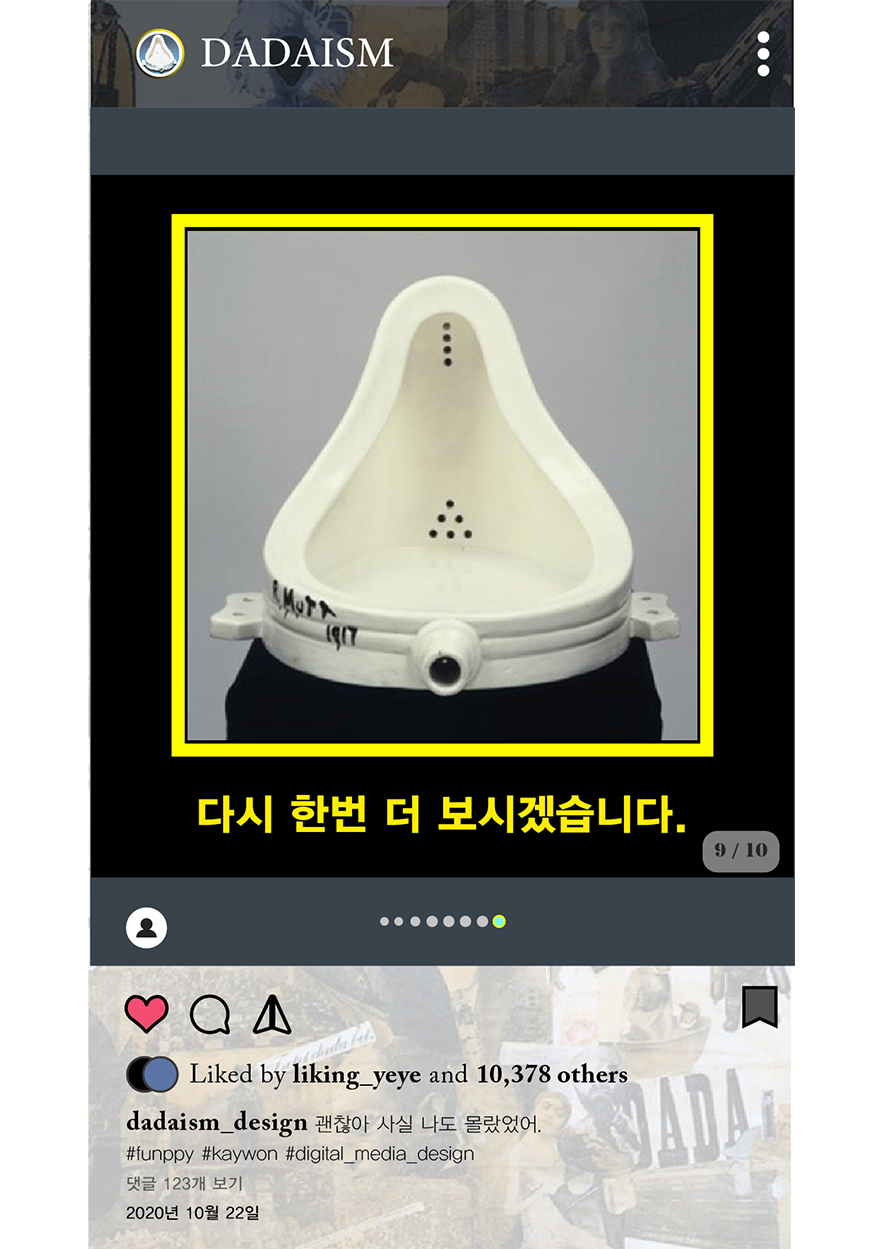 DADAISM
R.MUTT
1917
다시 한번 더 보시겠습니다.
9 / 10
Liked by liking_yeye and 10,378 others
dadaism_design 괜찮아 사실 나도 몰랐었어.
#funppy #kaywon #digital_media_design
댓글 123개 보기
2020년 10월 22일
DADA